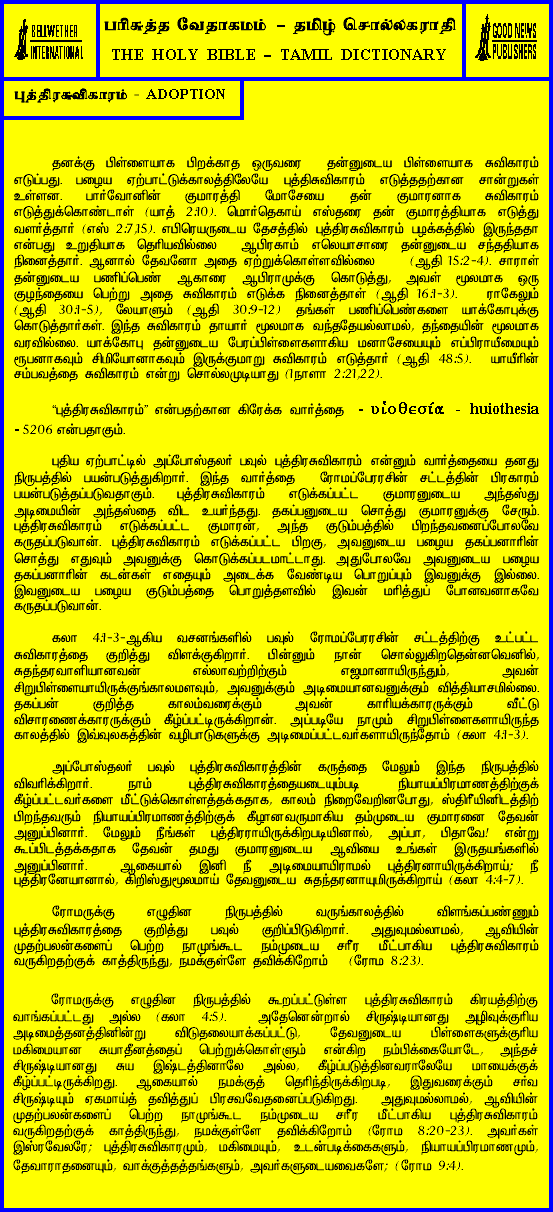 BELLWETHER
INTERNATIONAL
பரிசுத்த வேதாகமம் – தமிழ் சொல்லகராதி
THE HOLY BIBLE – TAMIL DICTIONARY
GOOD NEWS
PUBLISHERS
புத்திரசுவிகாரம் - ADOPTION
தனக்கு பிள்ளையாக பிறக்காத ஒருவரை தன்னுடைய பிள்ளையாக சுவிகாரம்
எடுப்பது. பழைய ஏற்பாட்டுக்காலத்திலேயே புத்திசுவிகாரம் எடுத்ததற்கான சான்றுகள்
உள்ளன. பார்வோனின் குமாரத்தி மோசேயை தன் குமாரனாக சுவிகாரம்
எடுத்துக்கொண்டாள் (யாத் 2:10). மொர்தெகாய் எஸ்தரை தன் குமாரத்தியாக எடுத்து
வளர்த்தார் (எஸ் 2:7,15). எபிரெயருடைய தேசத்தில் புத்திரசுவிகாரம் பழக்கத்தில் இருந்ததா
என்பது உறுதியாக தெரியவில்லை ஆபிரகாம் எலெயாசாரை தன்னுடைய சந்ததியாக
நினைத்தார். ஆனால் தேவனோ அதை ஏற்றுக்கொள்ளவில்லை (ஆதி 15:2-4). சாராள்
தன்னுடைய பணிப்பெண் ஆகாரை ஆபிராமுக்கு கொடுத்து, அவள் மூலமாக ஒரு
குழந்தையை பெற்று அதை சுவிகாரம் எடுக்க நினைத்தாள் (ஆதி 16:1-3). ராகேலும்
(ஆதி 30:1-5), லேயாளும் (ஆதி 30:9-12) தங்கள் பணிப்பெண்களை யாக்கோபுக்கு
கொடுத்தார்கள். இந்த சுவிகாரம் தாயார் மூலமாக வந்ததேயல்லாமல், தந்தையின் மூலமாக
வரவில்லை. யாக்கோபு தன்னுடைய பேரப்பிள்ளைகளாகிய மனாசேயையும் எப்பிராயீமையும்
ரூபனாகவும் சிமியோனாகவும் இருக்குமாறு சுவிகாரம் எடுத்தார் (ஆதி 48:5). யாயீரின்
சம்பவத்தை சுவிகாரம் என்று சொல்லமுடியாது (1நாளா 2:21,22).
“புத்திரசுவிகாரம்” என்பதற்கான கிரேக்க வார்த்தை - υἱοθεσία - huiothesia
- 5206 என்பதாகும்.
புதிய ஏற்பாட்டில் அப்போஸ்தலர் பவுல் புத்திரசுவிகாரம் என்னும் வார்த்தையை தனது
நிருபத்தில் பயன்படுத்துகிறார். இந்த வார்த்தை ரோமப்பேரரசின் சட்டத்தின் பிரகாரம்
பயன்படுத்தப்படுவதாகும். புத்திரசுவிகாரம் எடுக்கப்பட்ட குமாரனுடைய அந்தஸ்து
அடிமையின் அந்தஸ்தை விட உயர்ந்தது. தகப்பனுடைய சொத்து குமாரனுக்கு சேரும்.
புத்திரசுவிகாரம் எடுக்கப்பட்ட குமாரன், அந்த குடும்பத்தில் பிறந்தவனைப்போலவே
கருதப்படுவான். புத்திரசுவிகாரம் எடுக்கப்பட்ட பிறகு, அவனுடைய பழைய தகப்பனாரின்
சொத்து எதுவும் அவனுக்கு கொடுக்கப்படமாட்டாது. அதுபோலவே அவனுடைய பழைய
தகப்பனாரின் கடன்கள் எதையும் அடைக்க வேண்டிய பொறுப்பும் இவனுக்கு இல்லை.
இவனுடைய பழைய குடும்பத்தை பொறுத்தளவில் இவன் மரித்துப் போனவனாகவே
கருதப்படுவான்.
கலா 4:1-3-ஆகிய வசனங்களில் பவுல் ரோமப்பேரரசின் சட்டத்திற்கு உட்பட்ட
சுவிகாரத்தை குறித்து விளக்குகிறார். பின்னும் நான் சொல்லுகிறதென்னவெனில்,
சுதந்தரவாளியானவன் எல்லாவற்றிற்கும் எஜமானாயிருந்தும், அவன்
சிறுபிள்ளையாயிருக்குங்காலமளவும், அவனுக்கும் அடிமையானவனுக்கும் வித்தியாசமில்லை.
தகப்பன் குறித்த காலம்வரைக்கும் அவன் காரியக்காரருக்கும் வீட்டு
விசாரணைக்காரருக்கும் கீழ்ப்பட்டிருக்கிறான். அப்படியே நாமும் சிறுபிள்ளைகளாயிருந்த
காலத்தில் இவ்வுலகத்தின் வழிபாடுகளுக்கு அடிமைப்பட்டவர்களாயிருந்தோம் (கலா 4:1-3).
அப்போஸ்தலர் பவுல் புத்திரசுவிகாரத்தின் கருத்தை மேலும் இந்த நிருபத்தில்
விவரிக்கிறார். நாம் புத்திரசுவிகாரத்தையடையும்படி நியாயப்பிரமாணத்திற்குக்
கீழ்ப்பட்டவர்களை மீட்டுக்கொள்ளத்தக்கதாக, காலம் நிறைவேறினபோது, ஸ்திரீயினிடத்திற்
பிறந்தவரும் நியாயப்பிரமாணத்திற்குக் கீழானவருமாகிய தம்முடைய குமாரனை தேவன்
அனுப்பினார். மேலும் நீங்கள் புத்திரராயிருக்கிறபடியினால், அப்பா, பிதாவே! என்று
கூப்பிடத்தக்கதாக தேவன் தமது குமாரனுடைய ஆவியை உங்கள் இருதயங்களில்
அனுப்பினார். ஆகையால் இனி நீ அடிமையாயிராமல் புத்திரனாயிருக்கிறாய்; நீ
புத்திரனேயானால், கிறிஸ்துமூலமாய் தேவனுடைய சுதந்தரனாயுமிருக்கிறாய் (கலா 4:4-7).
ரோமருக்கு எழுதின நிருபத்தில் வருங்காலத்தில் விளங்கப்பண்ணும்
புத்திரசுவிகாரத்தை குறித்து பவுல் குறிப்பிடுகிறார். அதுவுமல்லாமல், ஆவியின்
முதற்பலன்களைப் பெற்ற நாமுங்கூட நம்முடைய சரீர மீட்பாகிய புத்திரசுவிகாரம்
வருகிறதற்குக் காத்திருந்து, நமக்குள்ளே தவிக்கிறோம் (ரோம 8:23).
ரோமருக்கு எழுதின நிருபத்தில் கூறப்பட்டுள்ள புத்திரசுவிகாரம் கிரயத்திற்கு
வாங்கப்பட்டது அல்ல (கலா 4:5). அதேனென்றால் சிருஷ்டியானது அழிவுக்குரிய
அடிமைத்தனத்தினின்று விடுதலையாக்கப்பட்டு, தேவனுடைய பிள்ளைகளுக்குரிய
மகிமையான சுயாதீனத்தைப் பெற்றுக்கொள்ளும் என்கிற நம்பிக்கையோடே, அந்தச்
சிருஷ்டியானது சுய இஷ்டத்தினாலே அல்ல, கீழ்ப்படுத்தினவராலேயே மாயைக்குக்
கீழ்ப்பட்டிருக்கிறது. ஆகையால் நமக்குத் தெரிந்திருக்கிறபடி, இதுவரைக்கும் சர்வ
சிருஷ்டியும் ஏகமாய்த் தவித்துப் பிரசவவேதனைப்படுகிறது. அதுவுமல்லாமல், ஆவியின்
முதற்பலன்களைப் பெற்ற நாமுங்கூட நம்முடைய சரீர மீட்பாகிய புத்திரசுவிகாரம்
வருகிறதற்குக் காத்திருந்து, நமக்குள்ளே தவிக்கிறோம் (ரோம 8:20-23). அவர்கள்
இஸ்ரவேலரே; புத்திரசுவிகாரமும், மகிமையும், உடன்படிக்கைகளும், நியாயப்பிரமாணமும்,
தேவாராதனையும், வாக்குத்தத்தங்களும், அவர்களுடையவைகளே; (ரோம 9:4).